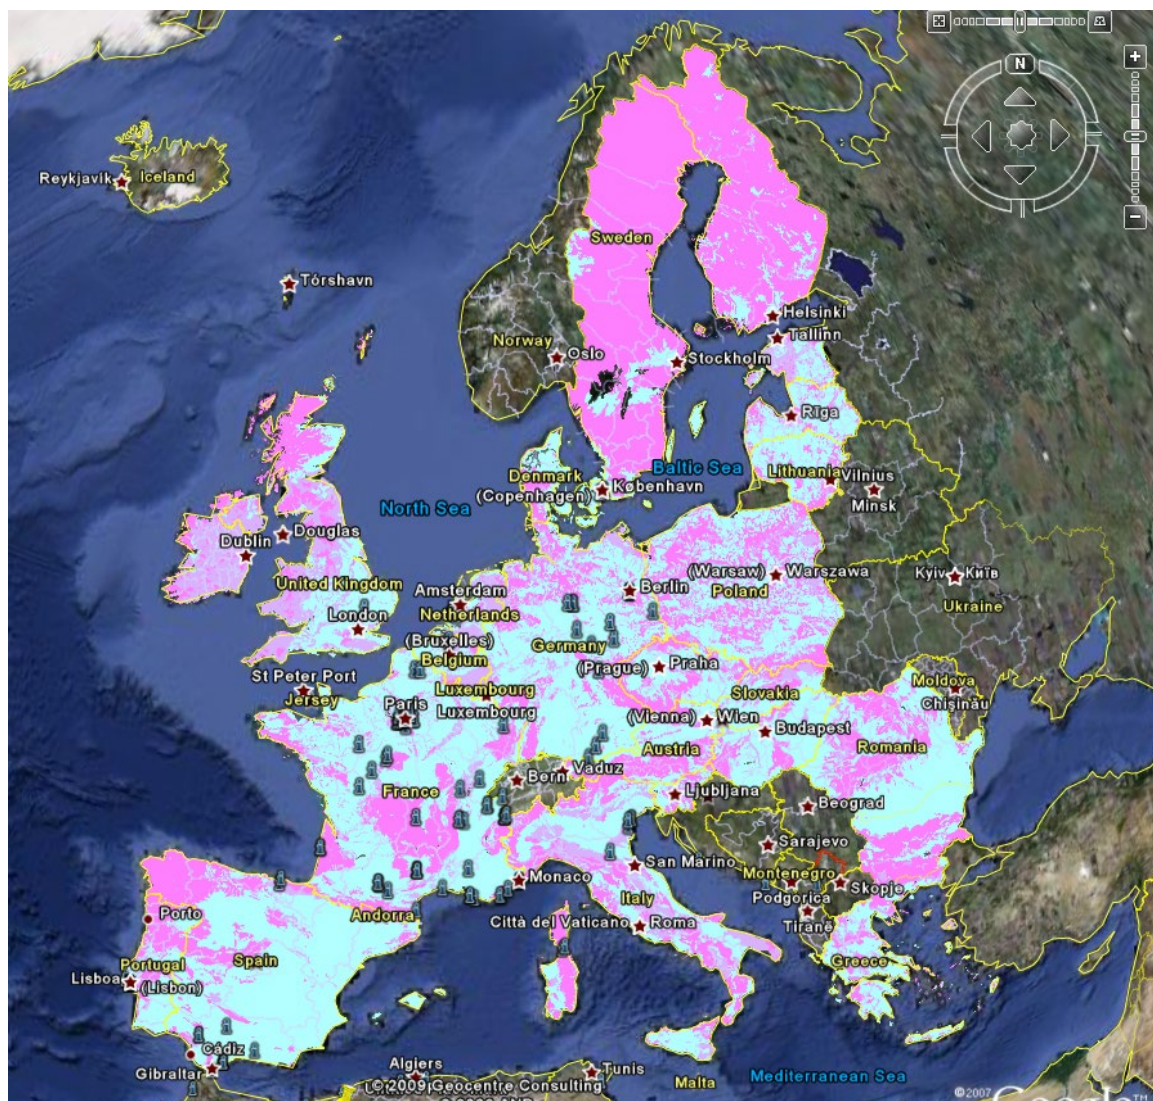 N
Reykjavik
Iceland
Sweden
Tórshavn
Helsinki
Tallinn
Norway
Oslo
Stockholm
Rīga
Baltic Sea
Lithuania
Vilnius
Denmark
København
(Copenhagen)
Minsk
North Sea
Douglas
Dublin
(Warsaw)
Warszawa
Kyiv
Київ
United Kingdom
Amsterdam
Berlin
Poland
Ukraine
Netherlands
London
(Bruxelles)
Germany
Belgium
(Prague)
Praha
St Peter Port
Jersey
Luxembourg
Slovakia
Moldova
Chișinău
Paris
Luxembourg
(Vienna)
Wien
Budapest
Austria
Romania
Vaduz
Bern
France
Ljubljana
Beograd
Sarajevo
San Marino
Monaco
Montenegro
Skopje
Italy
Podgorica
Porto
Andorra
Città del Vaticano
Roma
Tiranë
Portugal
Spain
Greece
Lisboa
(Lisbon)
Cádiz
Gibraltar
Algiers
Tunis
Malta
Mediterranean Sea
© 2009 Geocentre Consulting
©2007
Google™